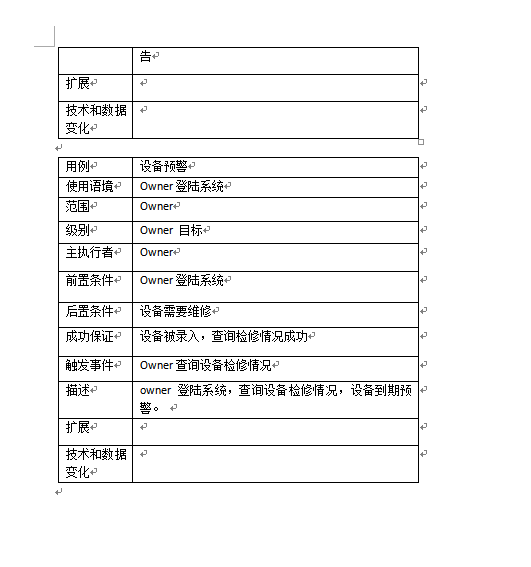 告
扩展
技术和数据
变化
用例 设备预警
使用语境 Owner 登陆系统
范围 Owner
级别 Owner 目标
主执行者 Owner
前置条件 Owner 登陆系统
后置条件 设备需要维修
成功保证 设备被录入，查询检修情况成功
触发事件 Owner 查询设备检修情况
描述 owner 登陆系统，查询设备检修情况，设备到期预
警。
扩展
技术和数据
变化